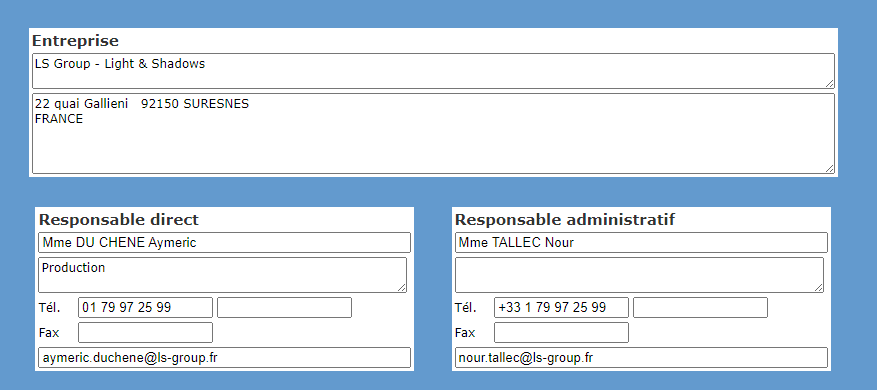 Entreprise
LS Group - Light & Shadows
22 quai Gallieni   92150 SURESNES
FRANCE
Responsable direct
Mme DU CHENE Aymeric
Production
Tél. 01 79 97 25 99
Fax
aymeric.duchene@ls-group.fr
Responsable administratif
Mme TALLEC Nour
Tél. +33 1 79 97 25 99
Fax
nour.tallec@ls-group.fr